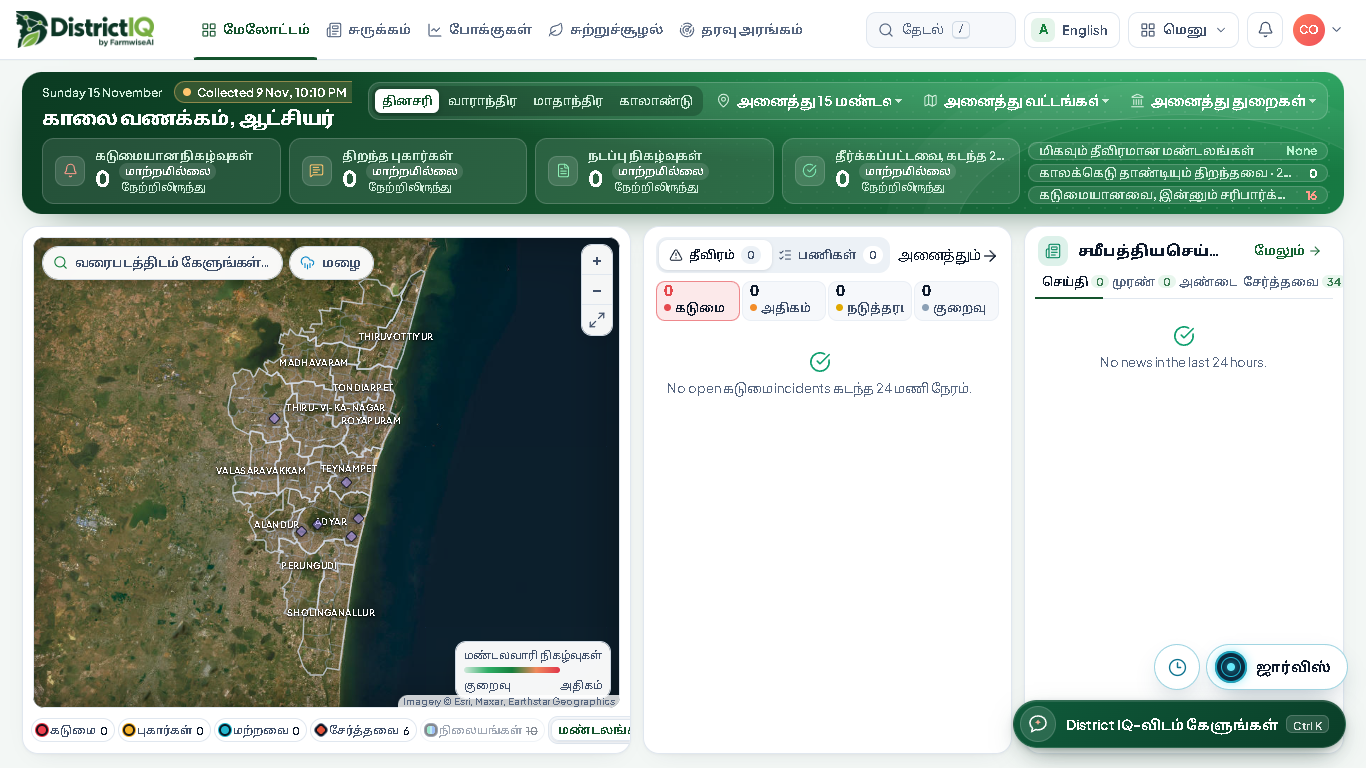 DistrictIQ
by FarmwiseAI
மேலோட்டம்
சுருக்கம்
போக்குகள்
சுற்றுச்சூழல்
தரவு அரங்கம்
தேடல் /
A English
மெனு
CO
Sunday 15 November
Collected 9 Nov, 10:10 PM
காலை வணக்கம், ஆட்சியர்
தினசரி
வாராந்திர
மாதாந்திர
காலாண்டு
அனைத்து 15 மண்டல
அனைத்து வட்டங்கள்
அனைத்து துறைகள்
கடுமையான நிகழ்வுகள்
0 மாற்றமில்லை
நேற்றிலிருந்து
திறந்த புகார்கள்
0 மாற்றமில்லை
நேற்றிலிருந்து
நடப்பு நிகழ்வுகள்
0 மாற்றமில்லை
நேற்றிலிருந்து
தீர்க்கப்பட்டவை, கடந்த 2...
0 மாற்றமில்லை
நேற்றிலிருந்து
மிகவும் தீவிரமான மண்டலங்கள் None
காலக்கெடு தாண்டியும் திறந்தவை · 2... 0
கடுமையானவை, இன்னும் சரிபார்க்... 16
வரைபடத்திடம் கேளுங்கள்...
மழை
+
−
THIRUVOTTIYUR
MADHAVARAM
TONDIARPET
THIRU-VI-KA-NAGAR
ROYAPURAM
VALASARAVAKKAM
TEYNAMPET
ALANDUR
ADYAR
PERUNGUDI
SHOLINGANALLUR
மண்டலவாரி நிகழ்வுகள்
குறைவு அதிகம்
Imagery © Esri, Maxar, Earthstar Geographics
கடுமை 0
புகார்கள் 0
மற்றவை 0
சேர்த்தவை 6
நிலையங்கள் 10
மண்டலங்க
தீவிரம் 0
பணிகள் 0
அனைத்தும் →
0
கடுமை
0
அதிகம்
0
நடுத்தர
0
குறைவு
No open கடுமை incidents கடந்த 24 மணி நேரம்.
சமீபத்திய செய்...
மேலும் →
செய்தி 0
முரண் 0
அண்டை
சேர்த்தவை 34
No news in the last 24 hours.
ஜார்விஸ்
District IQ-விடம் கேளுங்கள் Ctrl K